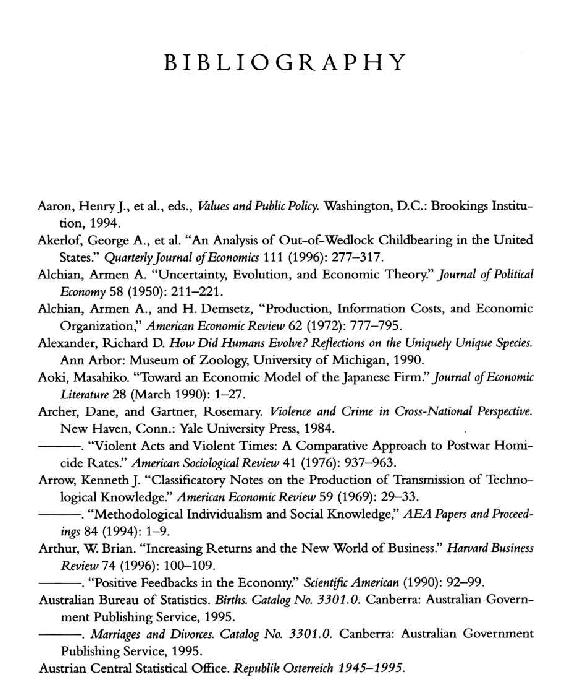 BIBLIOGRAPHY
Aaron, Henry J., et al., eds., Values and Public Policy. Washington, D.C.: Brookings Institu-
tion, 1994.
Akerlof, George A., et al. “An Analysis of Out-of-Wedlock Childbearing in the United
States.” Quarterly Journal of Economics 111 (1996): 277–317.
Alchian, Armen A. “Uncertainty, Evolution, and Economic Theory.” Journal of Political
Economy 58 (1950): 211–221.
Alchian, Armen A., and H. Demsetz, “Production, Information Costs, and Economic
Organization,” American Economic Review 62 (1972): 777–795.
Alexander, Richard D. How Did Humans Evolve? Reflections on the Uniquely Unique Species.
Ann Arbor: Museum of Zoology, University of Michigan, 1990.
Aoki, Masahiko. “Toward an Economic Model of the Japanese Firm.” Journal of Economic
Literature 28 (March 1990): 1–27.
Archer, Dane, and Gartner, Rosemary. Violence and Crime in Cross-National Perspective.
New Haven, Conn.: Yale University Press, 1984.
———. “Violent Acts and Violent Times: A Comparative Approach to Postwar Homi-
cide Rates.” American Sociological Review 41 (1976): 937–963.
Arrow, Kenneth J. “Classificatory Notes on the Production of Transmission of Techno-
logical Knowledge.” American Economic Review 59 (1969): 29–33.
———. “Methodological Individualism and Social Knowledge,” AEA Papers and Proceed-
ings 84 (1994): 1–9.
Arthur, W. Brian. “Increasing Returns and the New World of Business.” Harvard Business
Review 74 (1996): 100–109.
———. “Positive Feedbacks in the Economy.” Scientific American (1990): 92–99.
Australian Bureau of Statistics. Births. Catalog No. 3301.0. Canberra: Australian Govern-
ment Publishing Service, 1995.
———. Marriages and Divorces. Catalog No. 3301.0. Canberra: Australian Government
Publishing Service, 1995.
Austrian Central Statistical Office. Republik Osterreich 1945–1995.